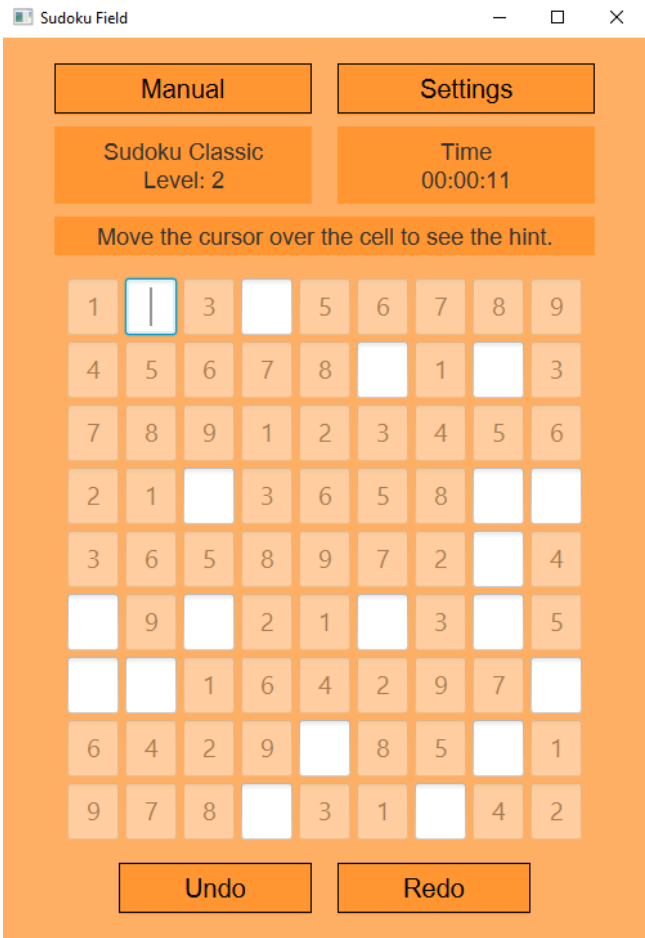 Sudoku Field
Manual Settings
Sudoku Classic
Level: 2
Time
00:00:11
Move the cursor over the cell to see the hint.
1 3 5 6 7 8 9
4 5 6 7 8 1 3
7 8 9 1 2 3 4 5 6
2 1 3 6 5 8
3 6 5 8 9 7 2 4
9 2 1 3 5
1 6 4 2 9 7
6 4 2 9 8 5 1
9 7 8 3 1 4 2
Undo Redo